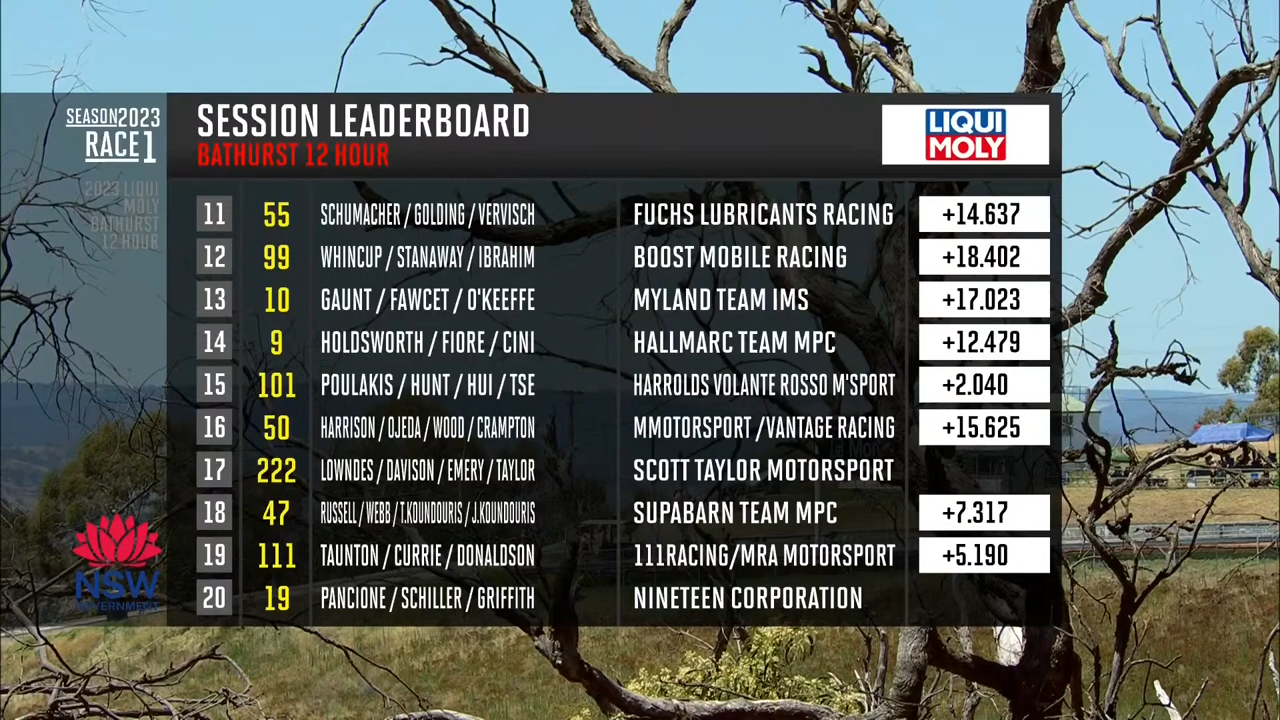 SEASON2023
RACE 1
2023 LIQUI
MOLY
BATHURST
12 HOUR
SESSION LEADERBOARD
BATHURST 12 HOUR
LIQUI
MOLY
11 55 SCHUMACHER / GOLDING / VERVISCH FUCHS LUBRICANTS RACING +14.637
12 99 WHINCUP / STANAWAY / IBRAHIM BOOST MOBILE RACING +18.402
13 10 GAUNT / FAWCET / O'KEEFFE MYLAND TEAM IMS +17.023
14 9 HOLDSWORTH / FIORE / CINI HALLMARC TEAM MPC +12.479
15 101 POULAKIS / HUNT / HUI / TSE HARROLDS VOLANTE ROSSO M'SPORT +2.040
16 50 HARRISON / OJEDA / WOOD / CRAMPTON MMOTORSPORT /VANTAGE RACING +15.625
17 222 LOWNDES / DAVISON / EMERY / TAYLOR SCOTT TAYLOR MOTORSPORT
18 47 RUSSELL / WEBB / T.KOUNDOURIS / J.KOUNDOURIS SUPABARN TEAM MPC +7.317
19 111 TAUNTON / CURRIE / DONALDSON 111RACING/MRA MOTORSPORT +5.190
20 19 PANCIONE / SCHILLER / GRIFFITH NINETEEN CORPORATION
NSW
GOVERNMENT